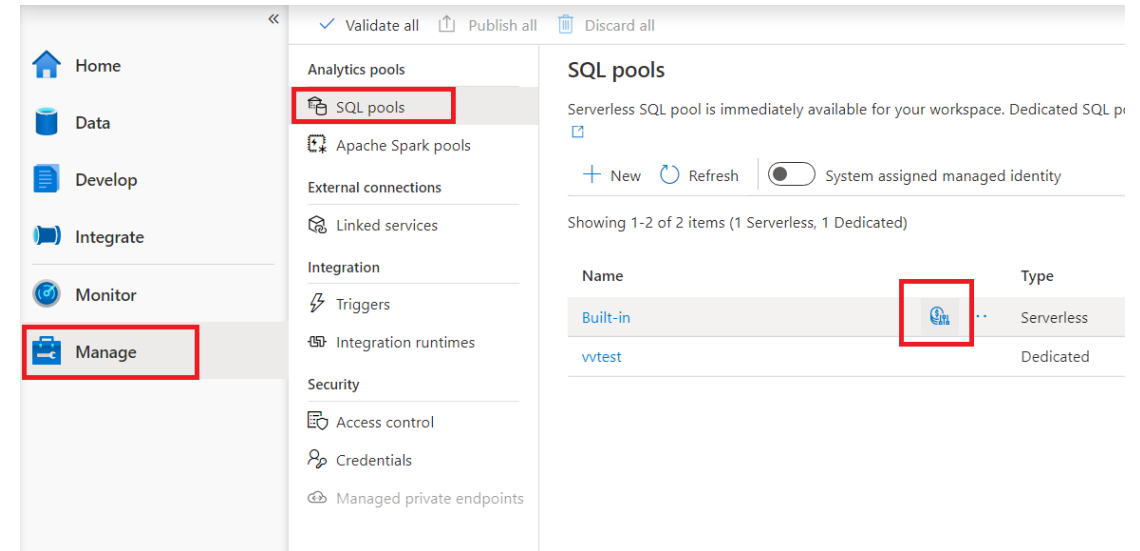 «
Validate all
Publish all
Discard all
Home
Data
Develop
Integrate
Monitor
Manage
Analytics pools
SQL pools
Apache Spark pools
External connections
Linked services
Integration
Triggers
Integration runtimes
Security
Access control
Credentials
Managed private endpoints
SQL pools
Serverless SQL pool is immediately available for your workspace. Dedicated SQL
New
Refresh
System assigned managed identity
Showing 1-2 of 2 items (1 Serverless, 1 Dedicated)
Name Type
Built-in Serverless
vvtest Dedicated